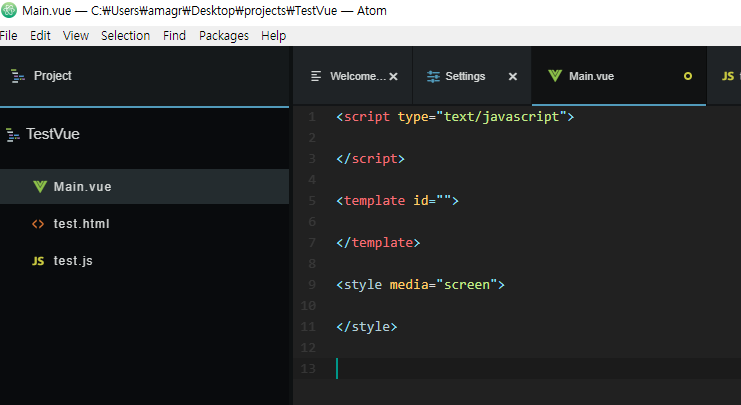 Main.vue — C:₩Users₩amagr₩Desktop₩projects₩TestVue — Atom
File Edit View Selection Find Packages Help
Project
Welcome...
Settings
Main.vue
JS
TestVue
Main.vue
<> test.html
JS test.js
1 <script type="text/javascript">
2
3 </script>
4
5 <template id="">
6
7 </template>
8
9 <style media="screen">
10
11 </style>
12
13